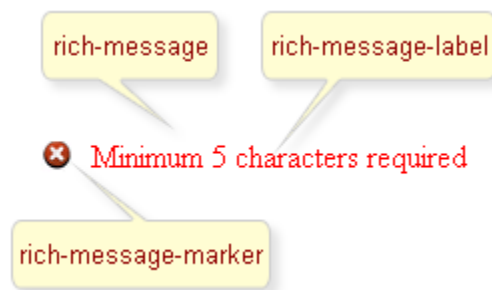 rich-message
rich-message-label
Minimum 5 characters required
rich-message-marker